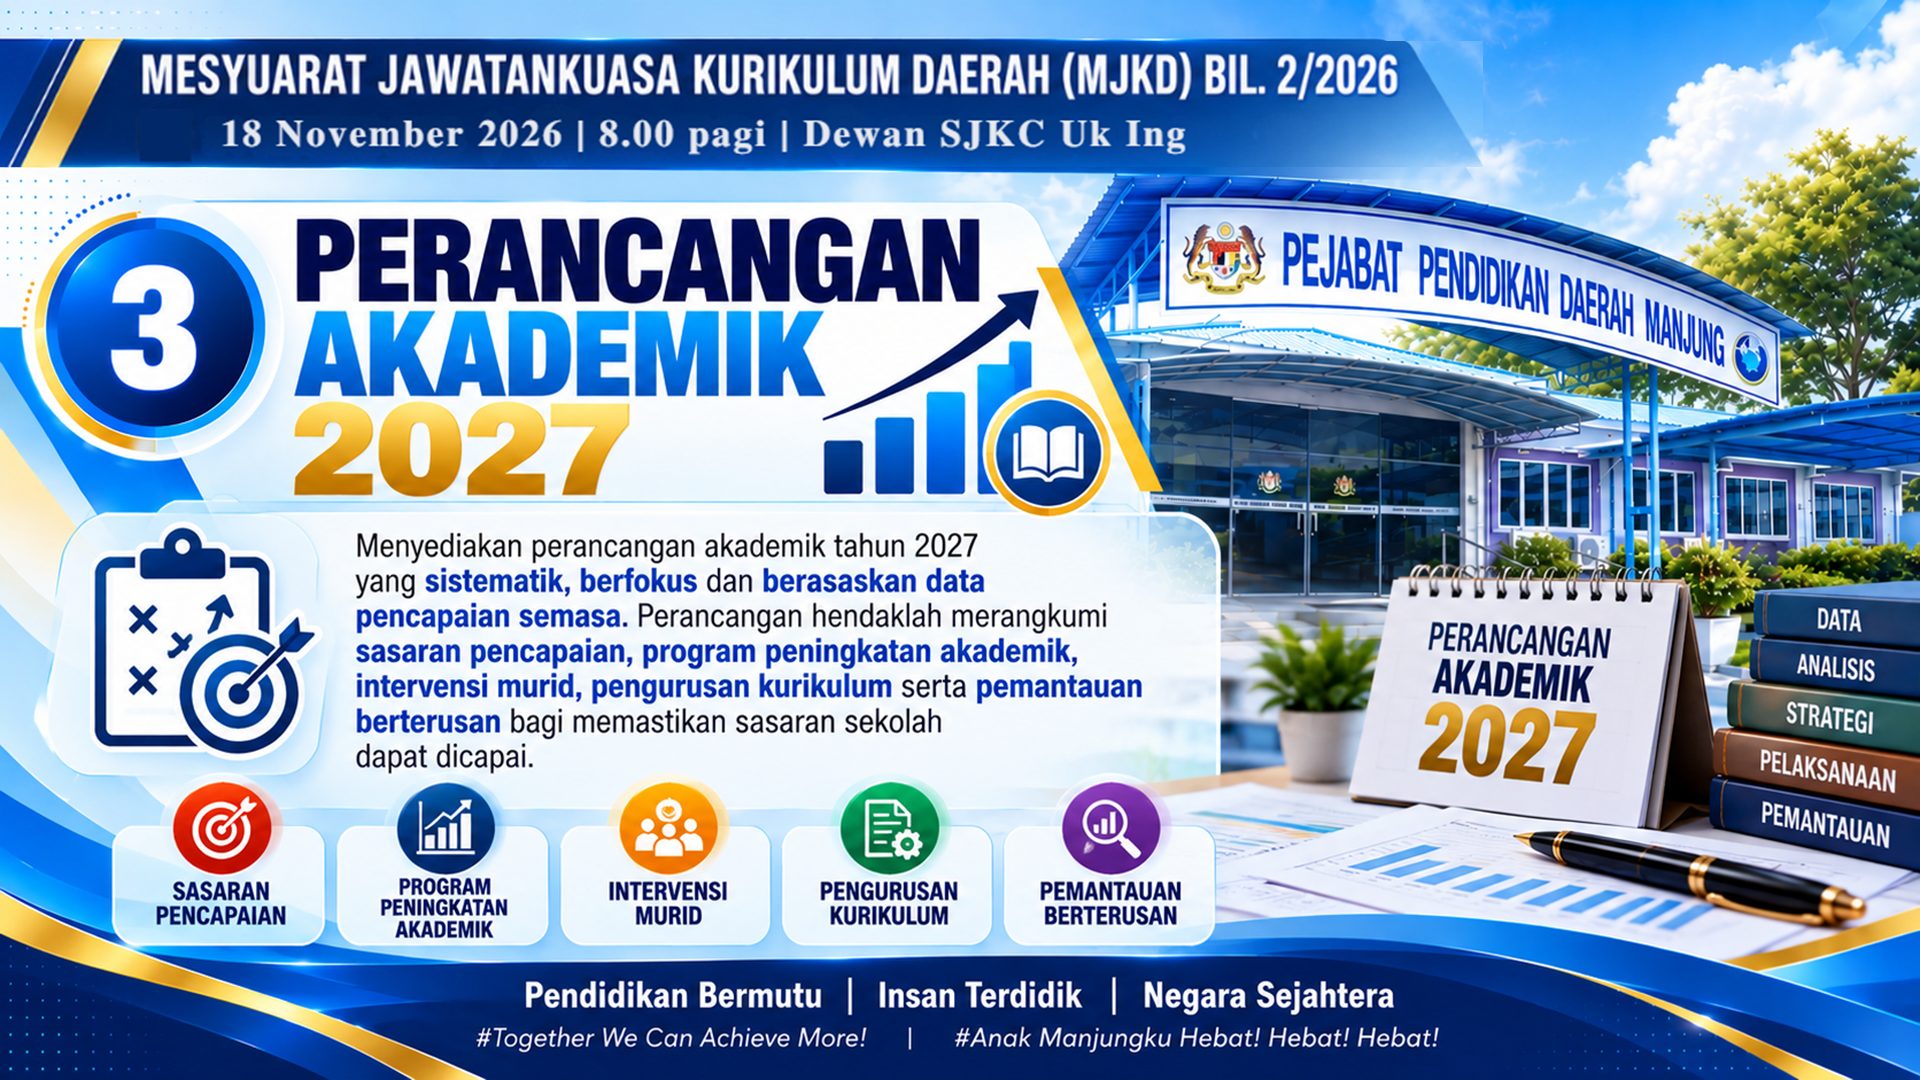 MESYUARAT JAWATANKUASA KURIKULUM DAERAH (MJKD) BIL. 2/2026
18 November 2026 | 8.00 pagi | Dewan SJKC Uk Ing
3
PERANCANGAN
AKADEMIK
2027
PEJABAT PENDIDIKAN DAERAH MANJUNG
Menyediakan perancangan akademik tahun 2027
yang sistematik, berfokus dan berasaskan data
pencapaian semasa. Perancangan hendaklah merangkumi
sasaran pencapaian, program peningkatan akademik,
intervensi murid, pengurusan kurikulum serta pemantauan
berterusan bagi memastikan sasaran sekolah
dapat dicapai.
PERANCANGAN
AKADEMIK
2027
DATA
ANALISIS
STRATEGI
PELAKSANAAN
PEMANTAUAN
SASARAN
PENCAPAIAN
PROGRAM
PENINGKATAN
AKADEMIK
INTERVENSI
MURID
PENGURUSAN
KURIKULUM
PEMANTAUAN
BERTERUSAN
Pendidikan Bermutu | Insan Terdidik | Negara Sejahtera
#Together We Can Achieve More! | #Anak Manjungku Hebat! Hebat! Hebat!